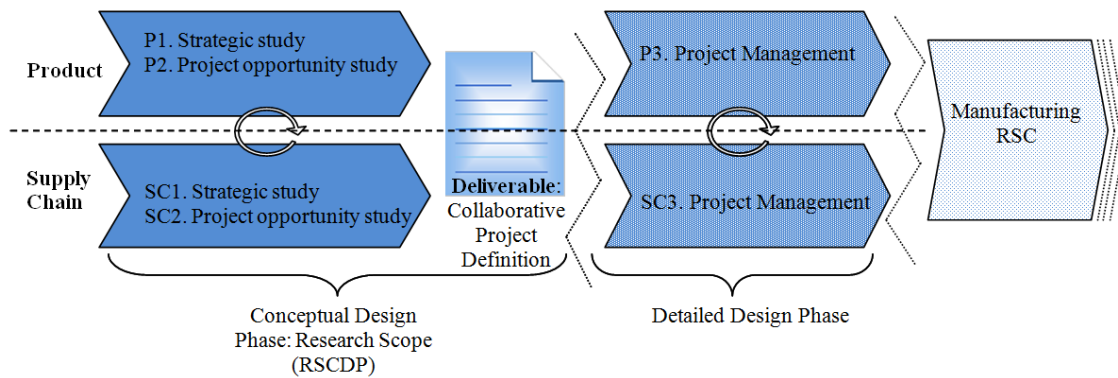 Product
P1. Strategic study
P2. Project opportunity study
P3. Project Management
Manufacturing
RSC
Supply
Chain
SC1. Strategic study
SC2. Project opportunity study
Deliverable:
Collaborative
Project
Definition
SC3. Project Management
Conceptual Design
Phase: Research Scope
(RSCDP)
Detailed Design Phase